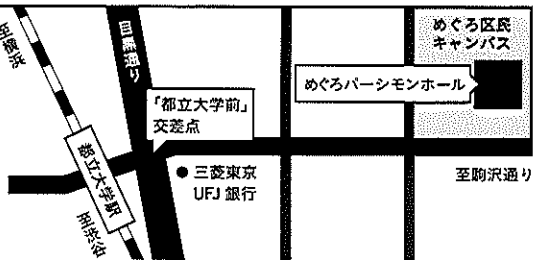 至横浜
目黒通り
めぐろ区民
キャンパス
めぐろパーシモンホール
「都立大学前」
交差点
都立大学駅
至渋谷
● 三菱東京
UFJ 銀行
至駒沢通り